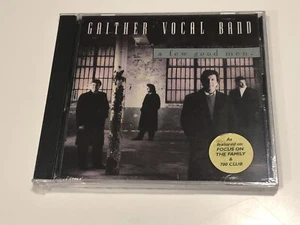 GAITHER VOCAL BAND
a few good men.
As
featured on
FOCUS ON
THE FAMILY
&
700 CLUB